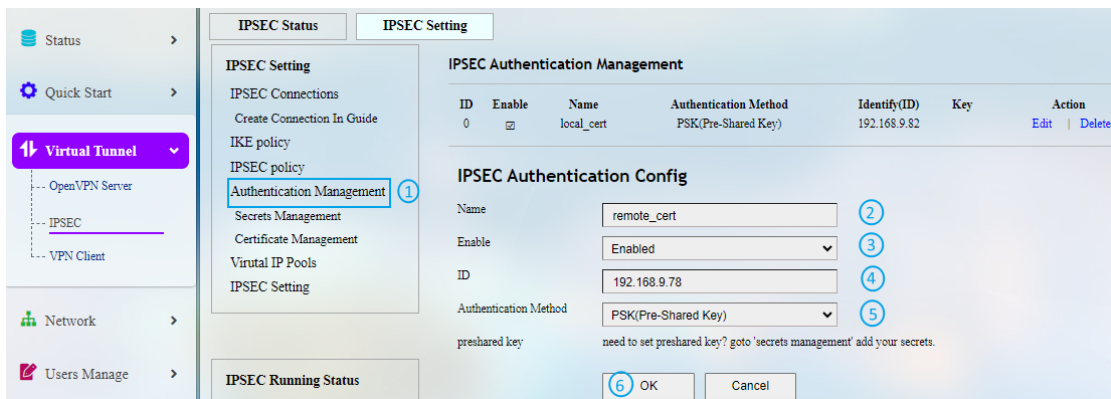 Status
Quick Start
Virtual Tunnel
OpenVPN Server
IPSEC
VPN Client
Network
Users Manage
IPSEC Status
IPSEC Setting
IPSEC Setting
IPSEC Connections
Create Connection In Guide
IKE policy
IPSEC policy
Authentication Management 1
Secrets Management
Certificate Management
Virutal IP Pools
IPSEC Setting
IPSEC Running Status
IPSEC Authentication Management
ID Enable Name Authentication Method Identify(ID) Key Action
0 local_cert PSK(Pre-Shared Key) 192.168.9.82 Edit | Delete
IPSEC Authentication Config
Name remote_cert 2
Enable Enabled 3
ID 192.168.9.78 4
Authentication Method PSK(Pre-Shared Key) 5
preshared key need to set preshared key? goto 'secrets management' add your secrets.
6 OK Cancel